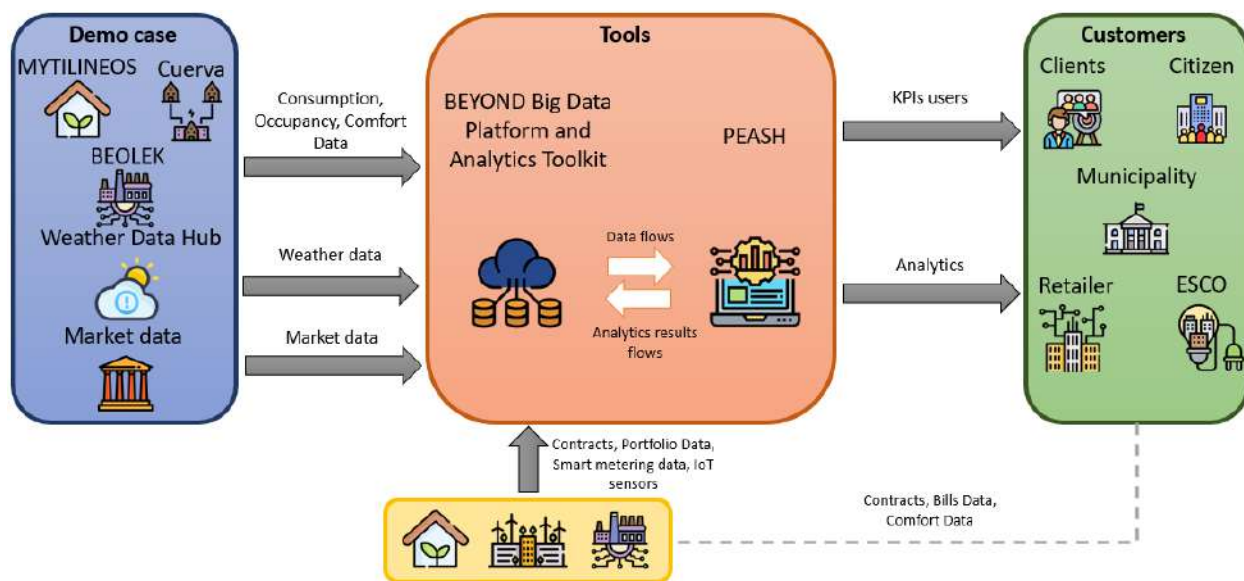 Demo case
MYTILINEOS
Cuerva
BEOLEK
Weather Data Hub
Market data
Consumption,
Occupancy, Comfort
Data
Weather data
Market data
Tools
BEYOND Big Data
Platform and
Analytics Toolkit
PEASH
Data flows
Analytics results
flows
KPIs users
Analytics
Customers
Clients
Citizen
Municipality
Retailer
ESCO
Contracts, Portfolio Data,
Smart metering data, IoT
sensors
Contracts, Bills Data,
Comfort Data